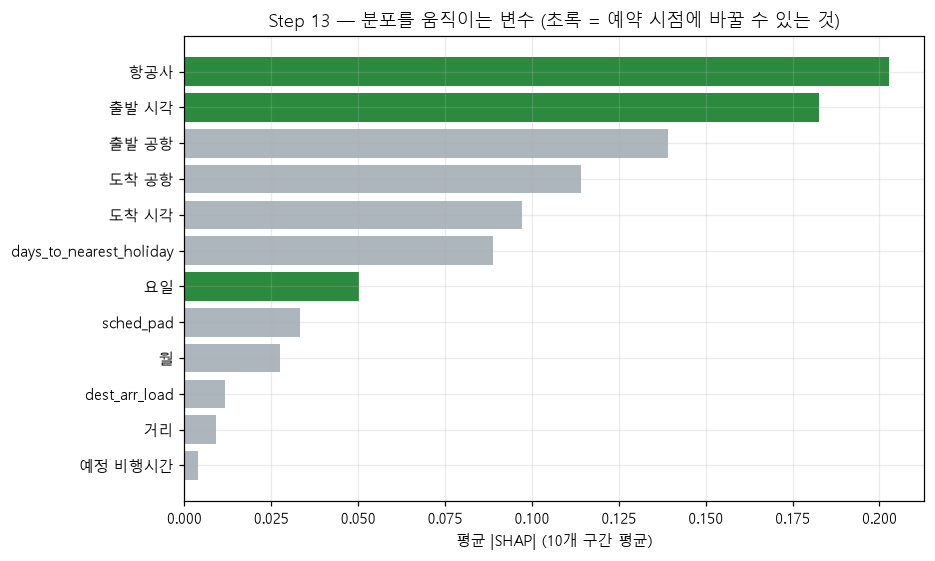 Step 13 — 분포를 움직이는 변수 (초록 = 예약 시점에 바꿀 수 있는 것)
항공사
출발 시각
출발 공항
도착 공항
도착 시각
days_to_nearest_holiday
요일
sched_pad
월
dest_arr_load
거리
예정 비행시간
0.000 0.025 0.050 0.075 0.100 0.125 0.150 0.175 0.200
평균 |SHAP| (10개 구간 평균)